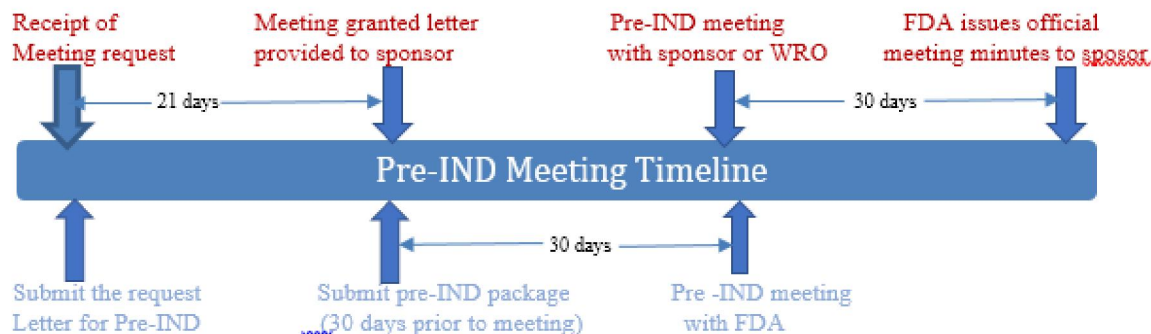 Receipt of
Meeting request
Meeting granted letter
provided to sponsor
Pre-IND meeting
with sponsor or WRO
FDA issues official
meeting minutes to sposor
21 days
30 days
Pre-IND Meeting Timeline
30 days
Submit the request
Letter for Pre-IND
Submit pre-IND package
(30 days prior to meeting)
Pre -IND meeting
with FDA